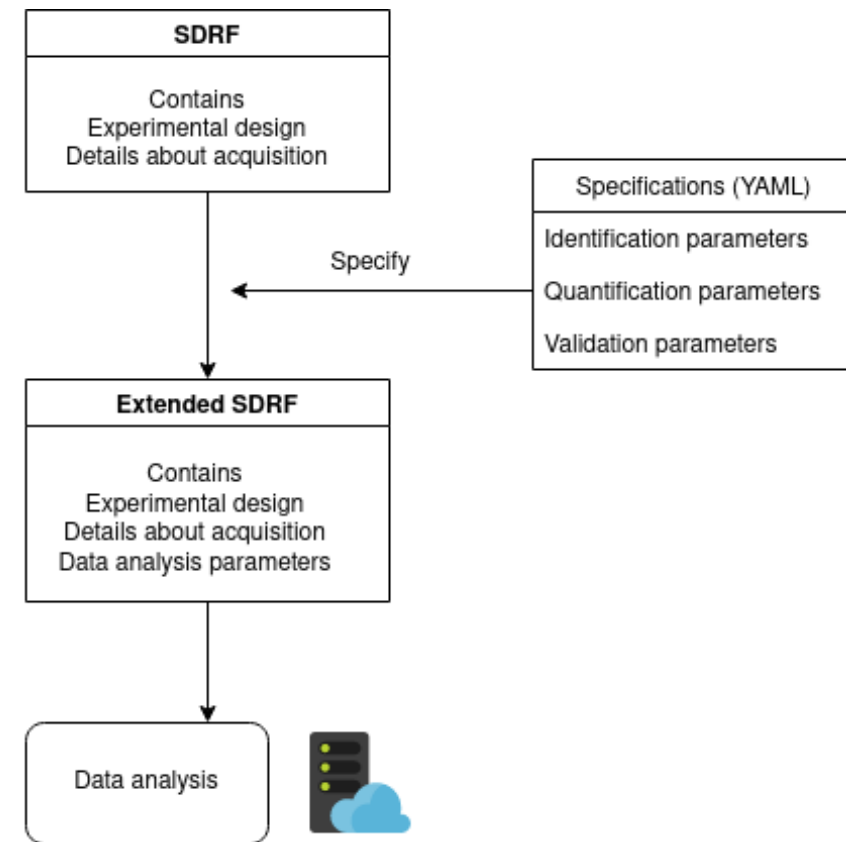 SDRF
Contains
Experimental design
Details about acquisition
Specifications (YAML)
Identification parameters
Quantification parameters
Validation parameters
Specify
Extended SDRF
Contains
Experimental design
Details about acquisition
Data analysis parameters
Data analysis